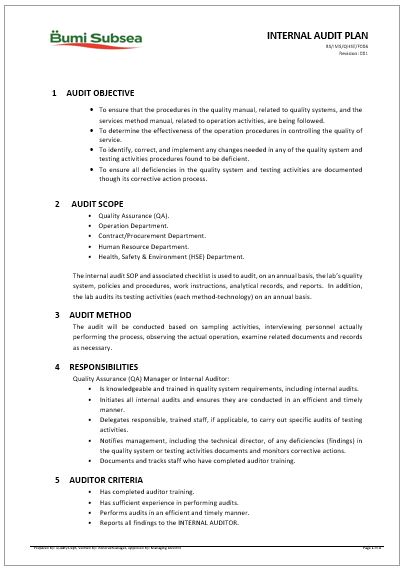 Bumi Subsea
INTERNAL AUDIT PLAN
BS/IMS/QHSE/F006
Revision: 001
1 AUDIT OBJECTIVE
• To ensure that the procedures in the quality manual, related to quality systems, and the
services method manual, related to operation activities, are being followed.
• To determine the effectiveness of the operation procedures in controlling the quality of
service.
• To identify, correct, and implement any changes needed in any of the quality system and
testing activities procedures found to be deficient.
• To ensure all deficiencies in the quality system and testing activities are documented
though its corrective action process.
2 AUDIT SCOPE
• Quality Assurance (QA).
• Operation Department.
• Contract/Procurement Department.
• Human Resource Department.
• Health, Safety & Environment (HSE) Department.
The internal audit SOP and associated checklist is used to audit, on an annual basis, the lab's quality
system, policies and procedures, work instructions, analytical records, and reports. In addition,
the lab audits its testing activities (each method-technology) on an annual basis.
3 AUDIT METHOD
The audit will be conducted based on sampling activities, interviewing personnel actually
performing the process, observing the actual operation, examine related documents and records
as necessary.
4 RESPONSIBILITIES
Quality Assurance (QA) Manager or Internal Auditor:
• Is knowledgeable and trained in quality system requirements, including internal audits.
• Initiates all internal audits and ensures they are conducted in an efficient and timely
manner.
• Delegates responsible, trained staff, if applicable, to carry out specific audits of testing
activities.
• Notifies management, including the technical director, of any deficiencies (findings) in
the quality system or testing activities documents and monitors corrective actions.
• Documents and tracks staff who have completed auditor training.
5 AUDITOR CRITERIA
• Has completed auditor training.
• Has sufficient experience in performing audits.
• Performs audits in an efficient and timely manner.
• Reports all findings to the INTERNAL AUDITOR.